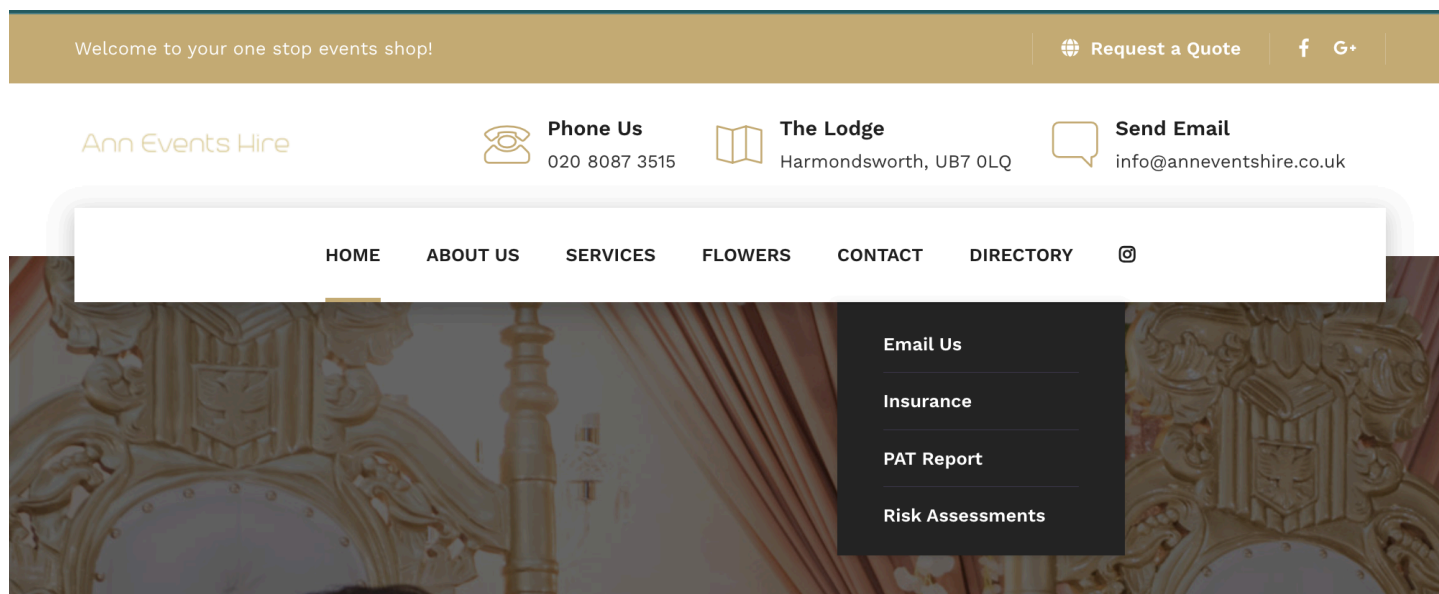 Welcome to your one stop events shop!
Request a Quote
G+
Ann Events Hire
Phone Us
020 8087 3515
The Lodge
Harmondsworth, UB7 0LQ
Send Email
info@anneventshire.co.uk
HOME ABOUT US SERVICES FLOWERS CONTACT DIRECTORY
Email Us
Insurance
PAT Report
Risk Assessments